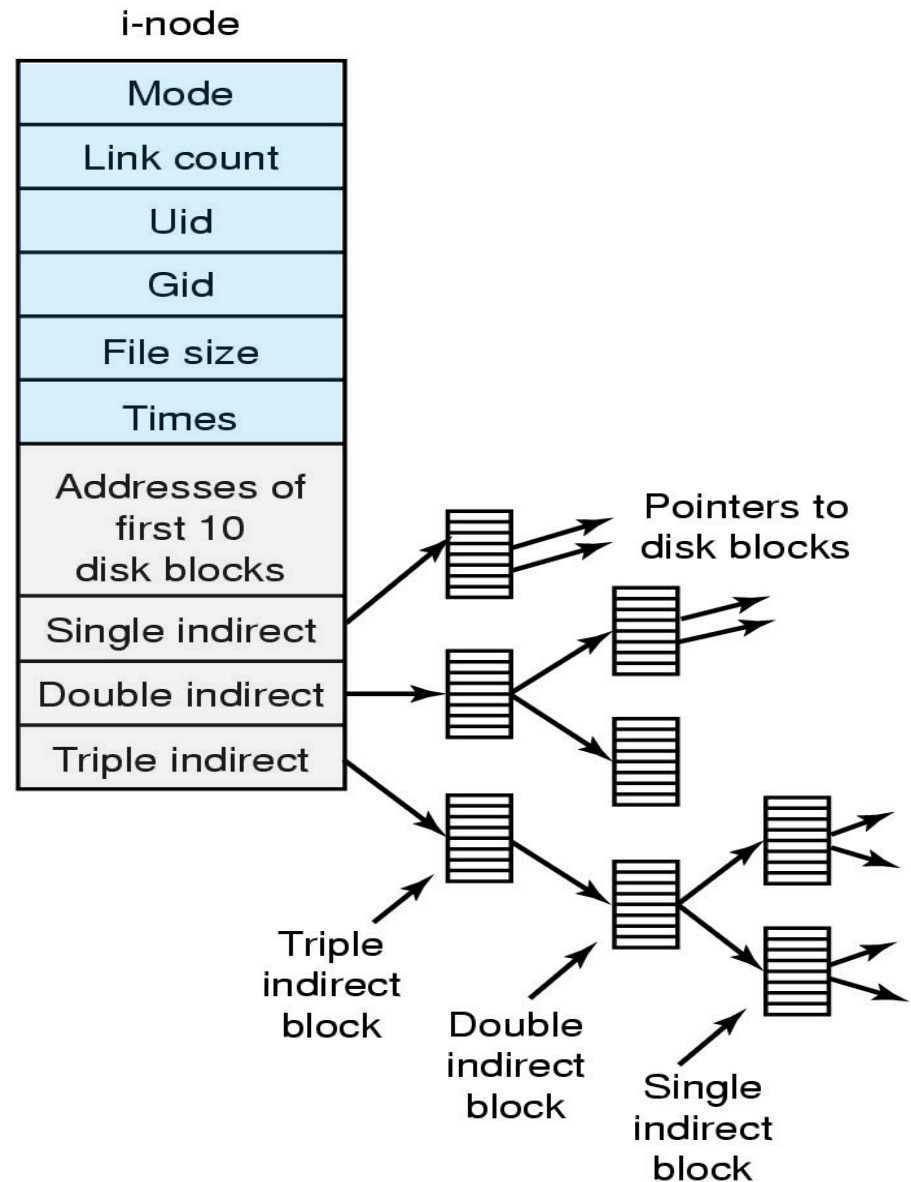 i-node
Mode
Link count
Uid
Gid
File size
Times
Addresses of
first 10
disk blocks
Single indirect
Double indirect
Triple indirect
Pointers to
disk blocks
Triple
indirect
block
Double
indirect
block
Single
indirect
block